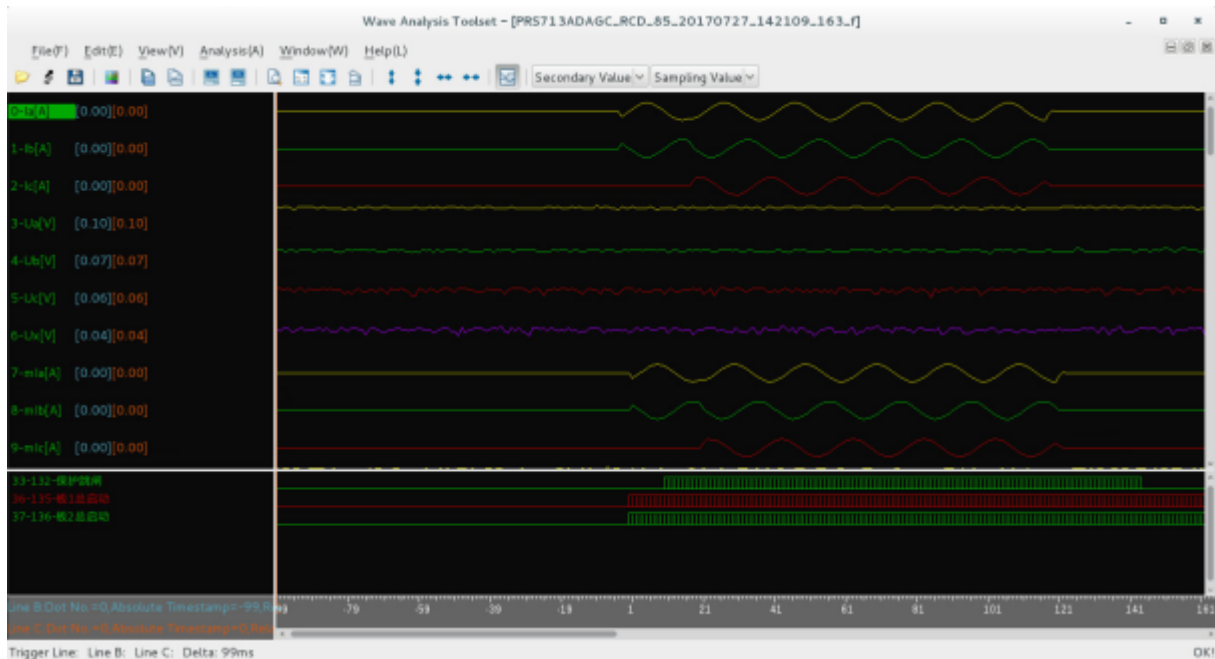 Wave Analysis Toolset – [PRS713ADAGC_RCD_85_20170727_142109_163_f]
File(F) Edit(E) View(V) Analysis(A) Window(W) Help(L)
Secondary Value Sampling Value
0-Ia[A] [0.00][0.00]
1-Ib[A] [0.00][0.00]
2-Ic[A] [0.00][0.00]
3-Ua[V] [0.10][0.10]
4-Ub[V] [0.07][0.07]
5-Uc[V] [0.06][0.06]
6-Ux[V] [0.04][0.04]
7-mIa[A] [0.00][0.00]
8-mIb[A] [0.00][0.00]
9-mIc[A] [0.00][0.00]
33-132-保护跳闸
36-135-板1总启动
37-136-板2总启动
Line B:Dot No.=0,Absolute Timestamp=-99,R
-79 -59 -39 -19 1 21 41 61 81 101 121 141 161
Line C:Dot No.=0,Absolute Timestamp=0,
Trigger Line: Line B: Line C: Delta: 99ms OK!